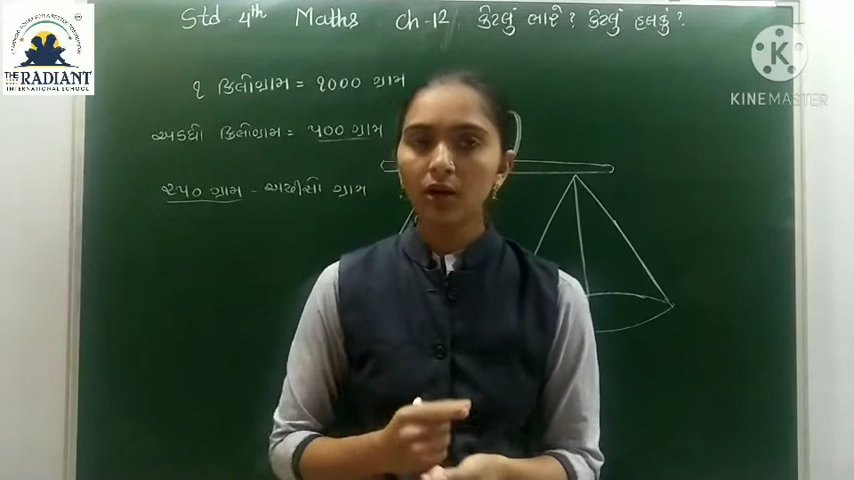 Std 4th Maths Ch-12 કેટલું ભારે? કેટલું હલકું?
૧ કિલોગ્રામ = ૧૦૦૦ ગ્રામ
અડધી કિલોગ્રામ = ૫૦૦ ગ્રામ
૨૫૦ ગ્રામ - અઢીસો ગ્રામ
THE RADIANT
INTERNATIONAL SCHOOL
K
KINEMASTER